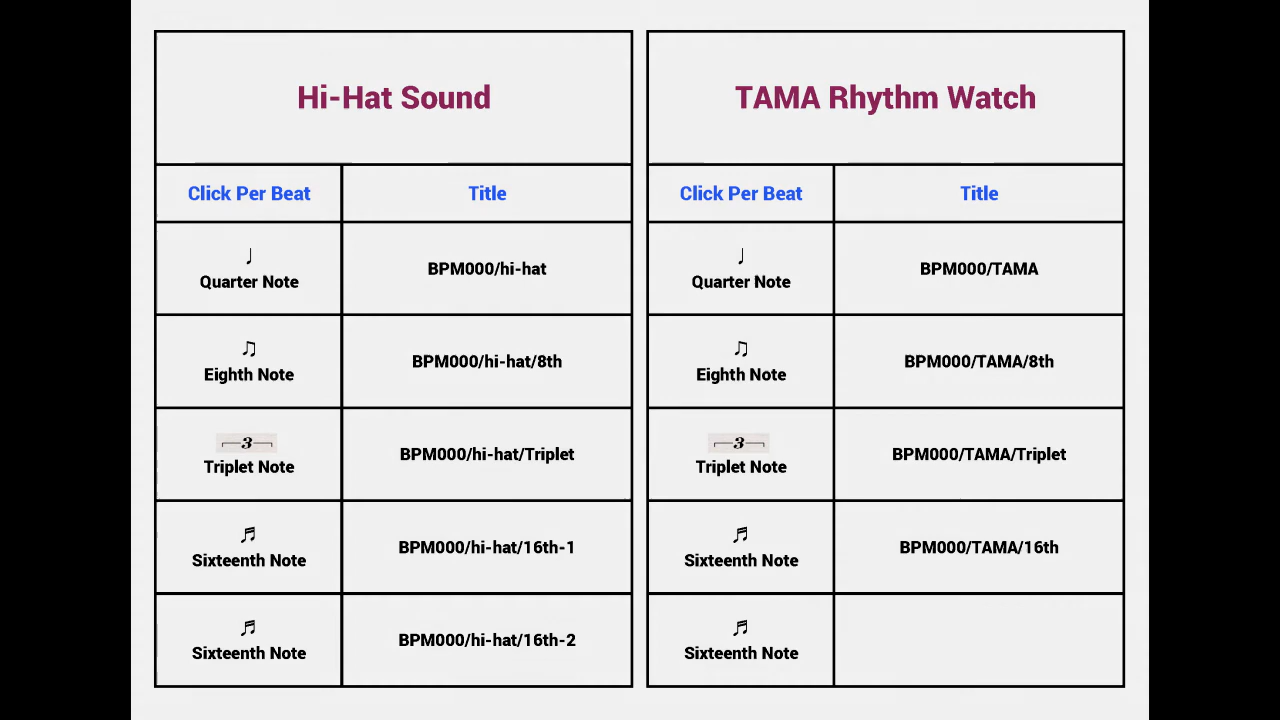 Hi-Hat Sound
Click Per Beat Title
♩
Quarter Note
BPM000/hi-hat
♫
Eighth Note
BPM000/hi-hat/8th
3
Triplet Note
BPM000/hi-hat/Triplet
♬
Sixteenth Note
BPM000/hi-hat/16th-1
♬
Sixteenth Note
BPM000/hi-hat/16th-2
TAMA Rhythm Watch
Click Per Beat Title
♩
Quarter Note
BPM000/TAMA
♫
Eighth Note
BPM000/TAMA/8th
3
Triplet Note
BPM000/TAMA/Triplet
♬
Sixteenth Note
BPM000/TAMA/16th
♬
Sixteenth Note